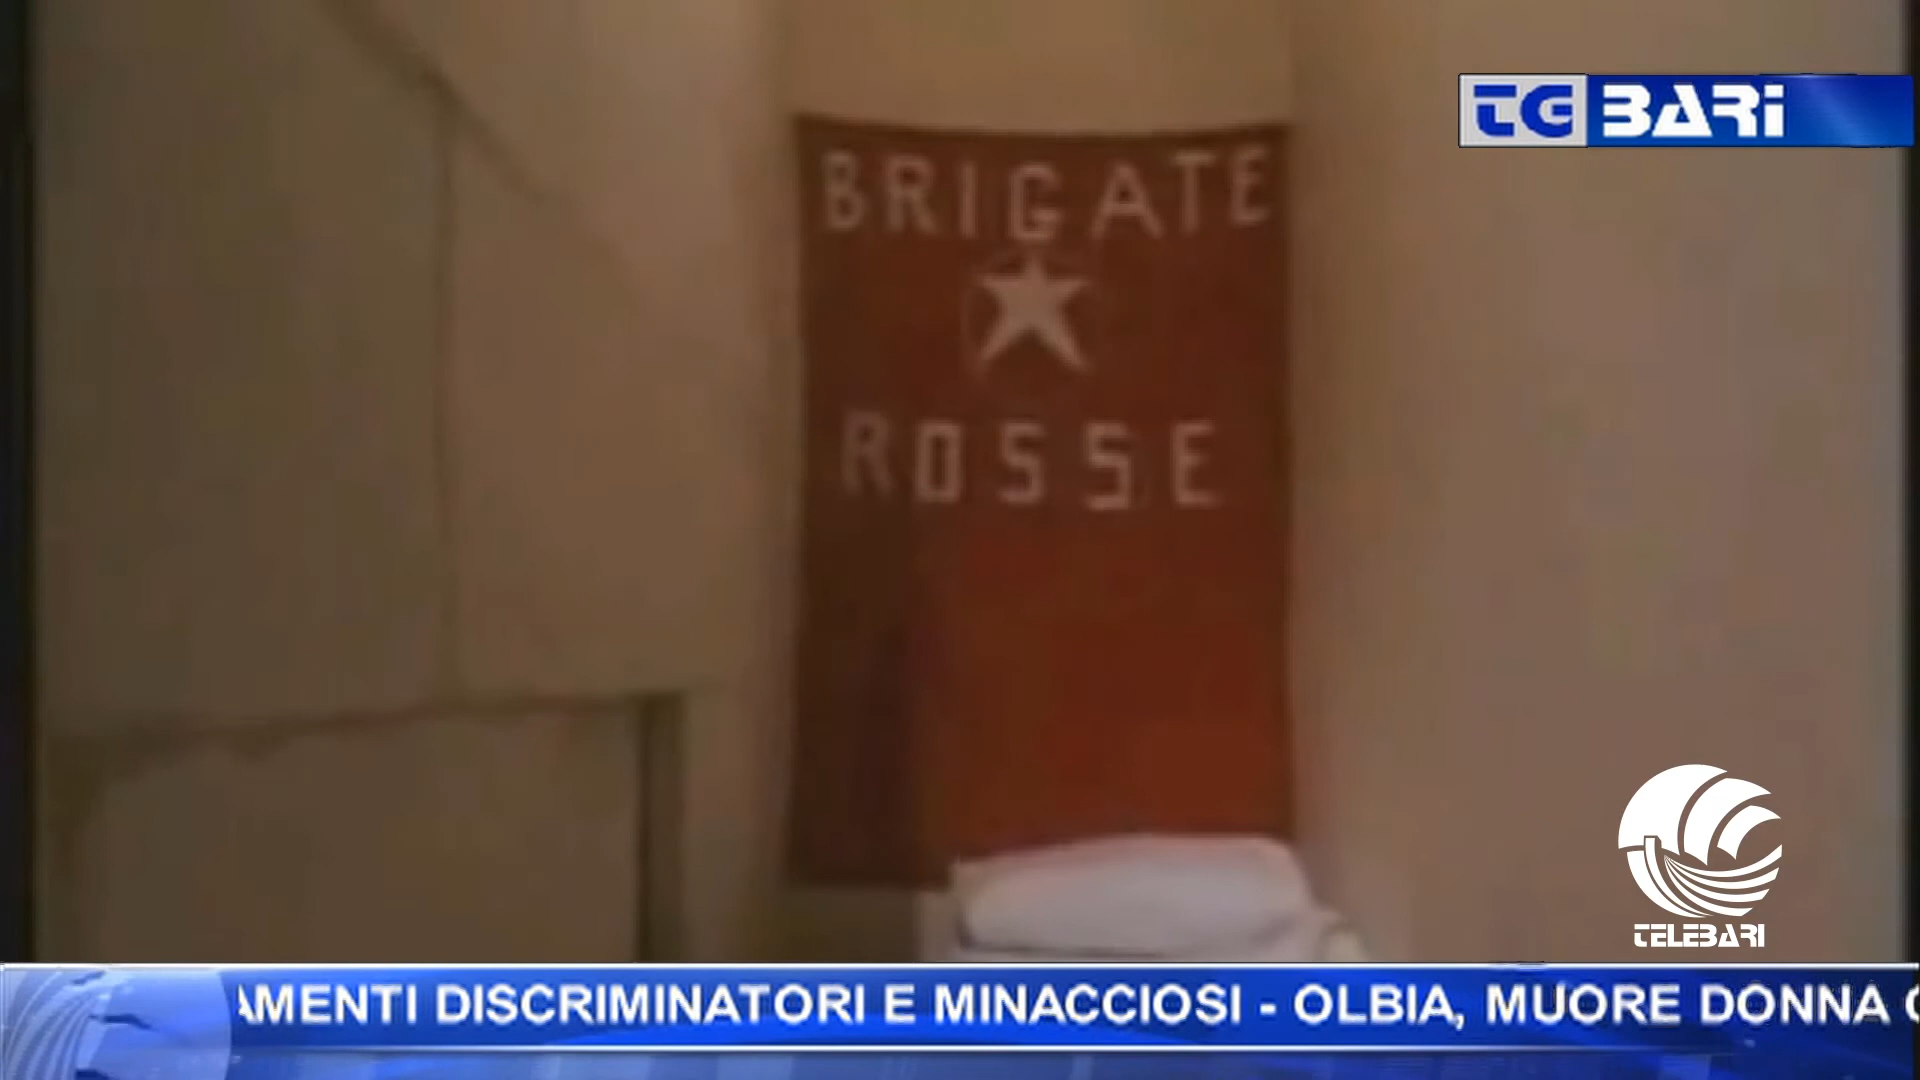 TG BARI
BRIGATE
ROSSE
TELEBARI
AMENTI DISCRIMINATORI E MINACCIOSI - OLBIA, MUORE DONNA